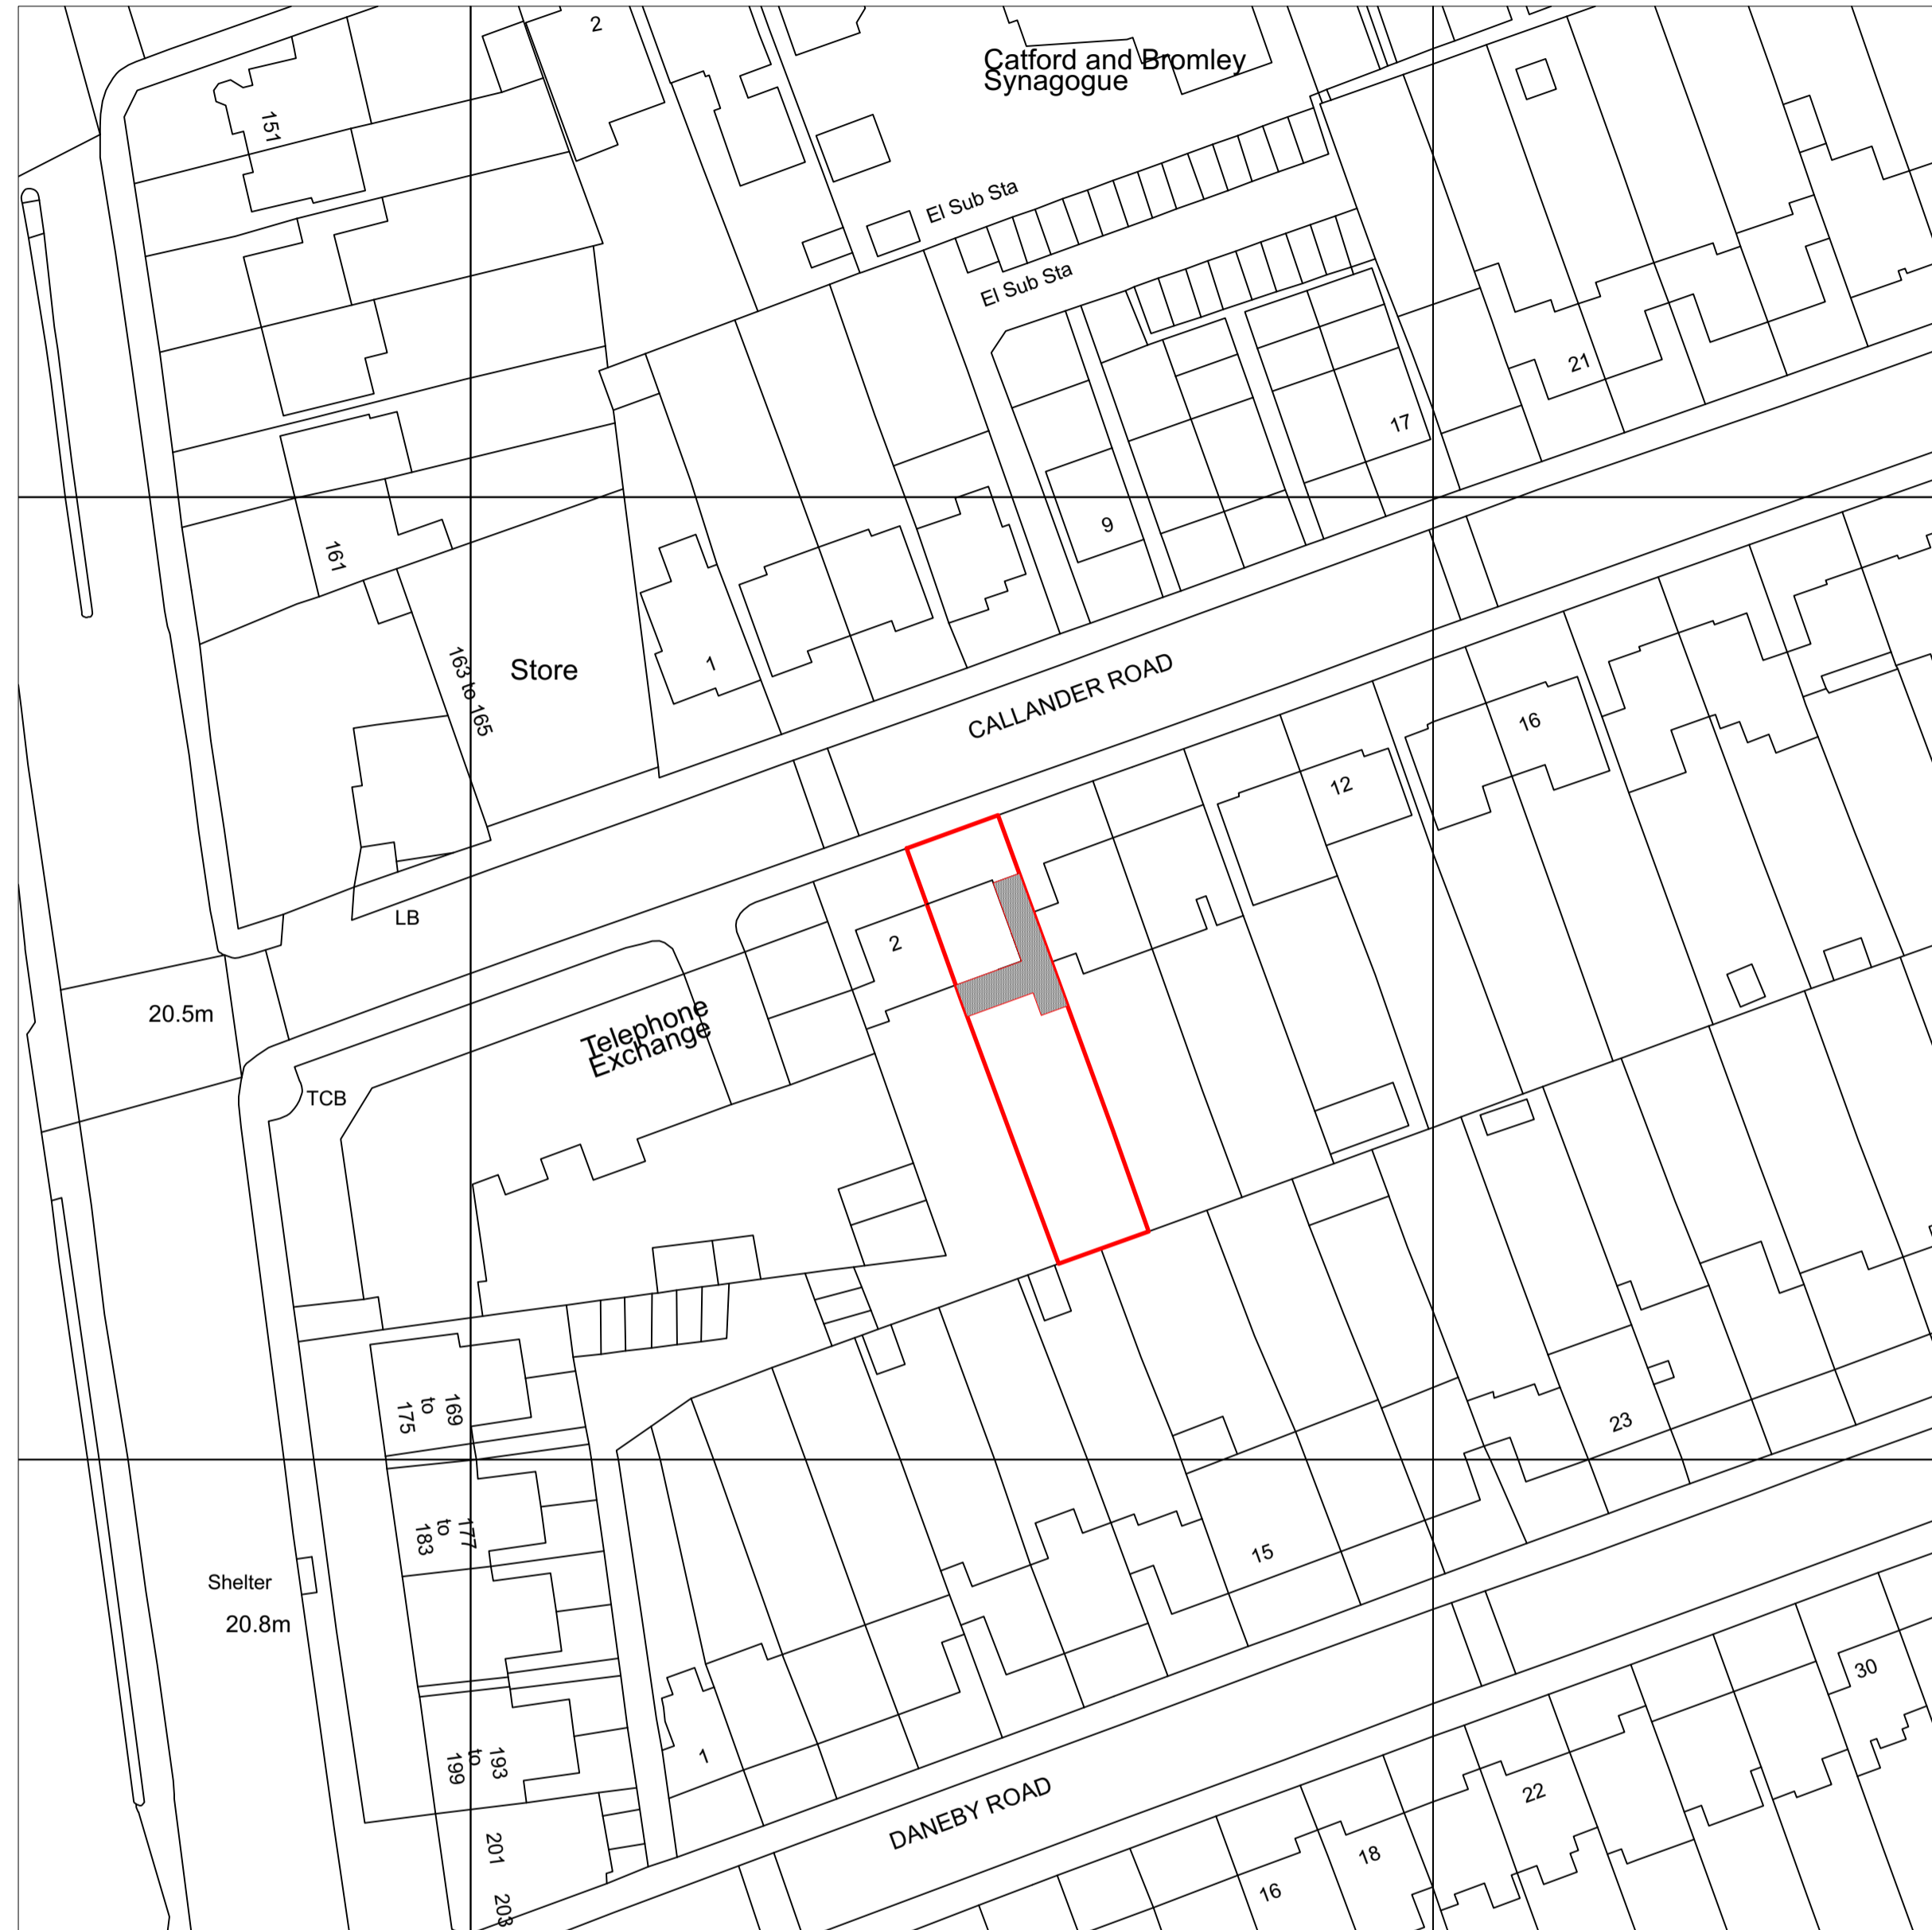 2
Catford and Bromley
Synagogue
151
El Sub Sta
El Sub Sta
21
17
9
161
163 to 165
Store
1
CALLANDER ROAD
16
12
LB
2
20.5m
Telephone
Exchange
TCB
169
to
175
23
177
to
183
15
Shelter
20.8m
30
193
to
199
1
22
DANEBY ROAD
201
18
16
203